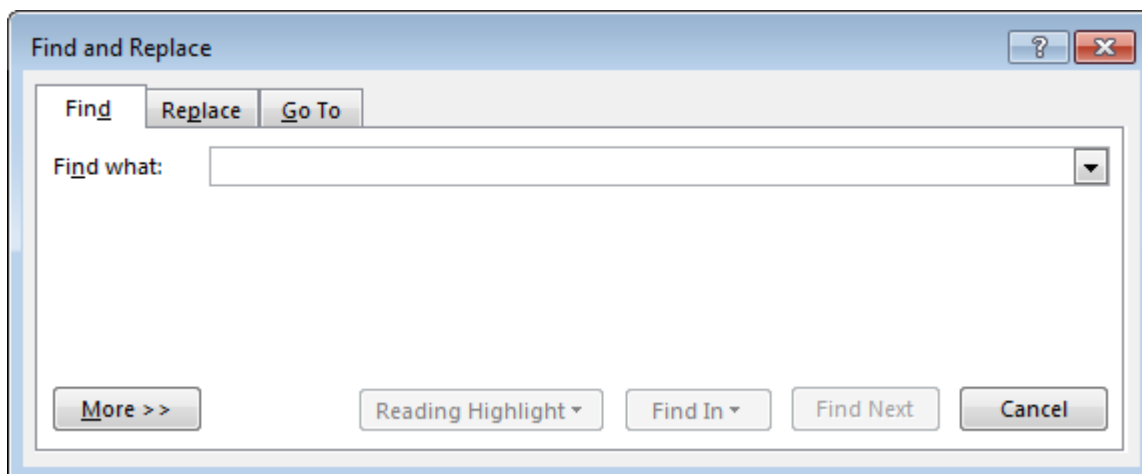 Find and Replace
Find Replace Go To
Find what:
More >> Reading Highlight Find In Find Next Cancel